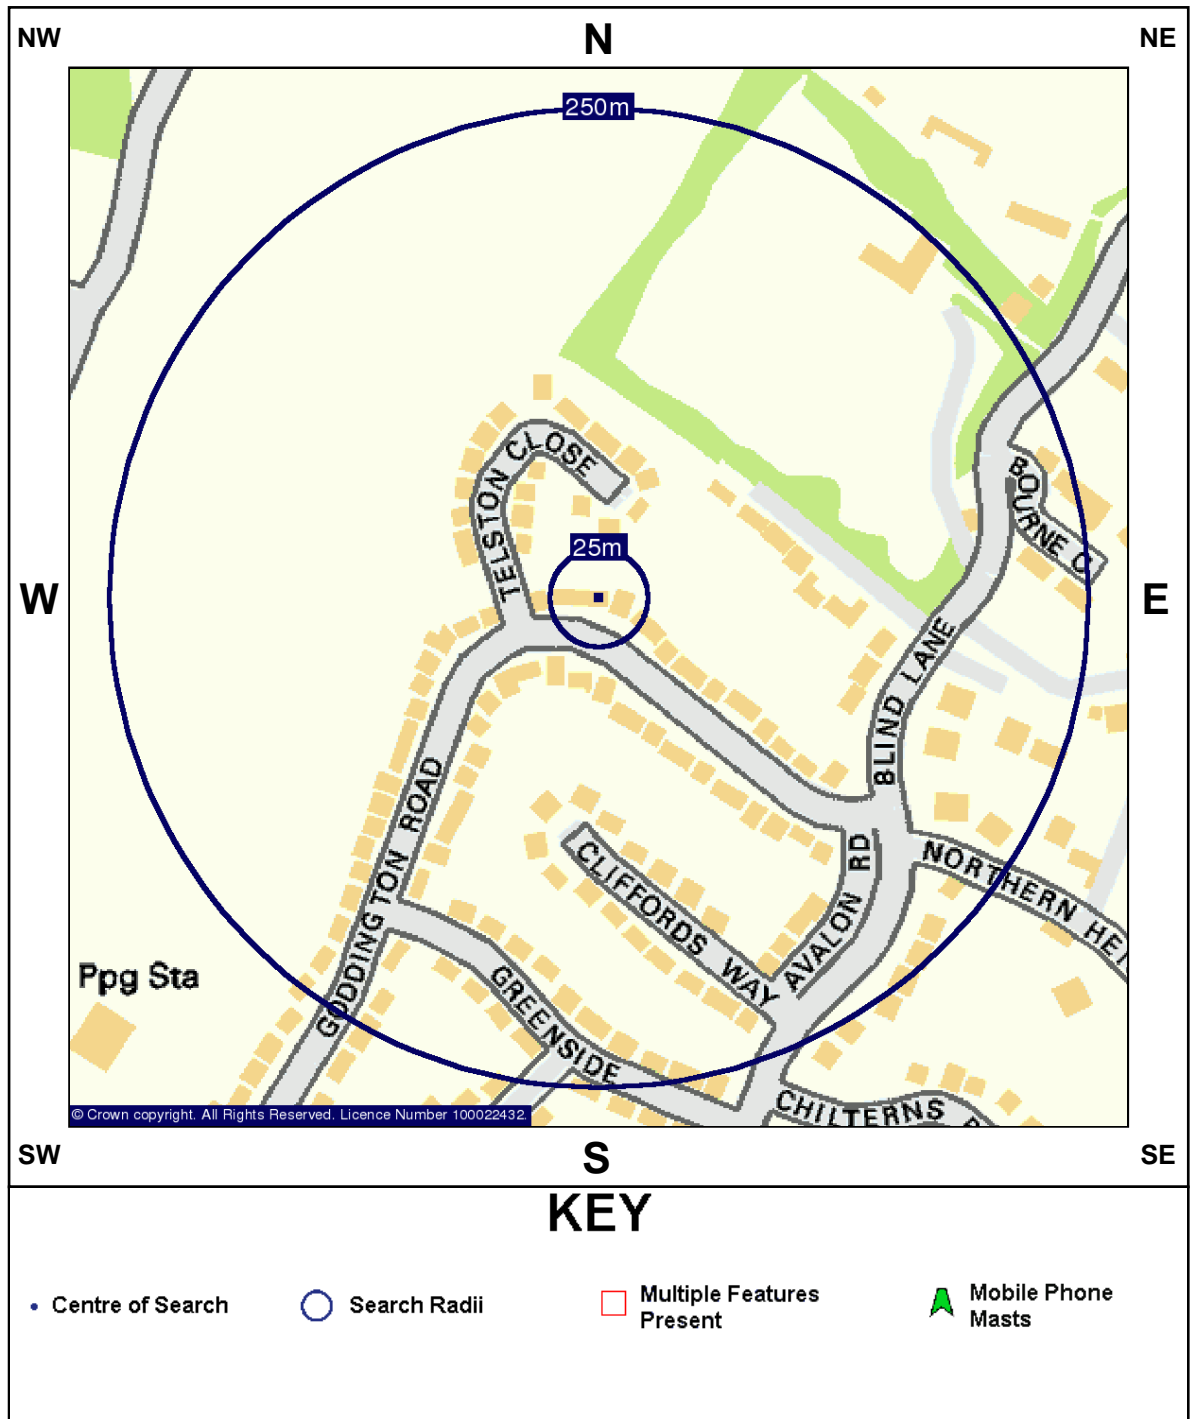 NW
N
NE
250m
TELSTON CLOSE
BOURNE C
25m
W
E
BLIND LANE
GODDINGTON ROAD
AVALON RD
NORTHERN HEI
CLIFFORDS WAY
Ppg Sta
GREENSIDE
CHILTERNS
© Crown copyright. All Rights Reserved. Licence Number 100022432.
SW
S
SE
KEY
Centre of Search
Search Radii
Multiple Features
Present
Mobile Phone
Masts